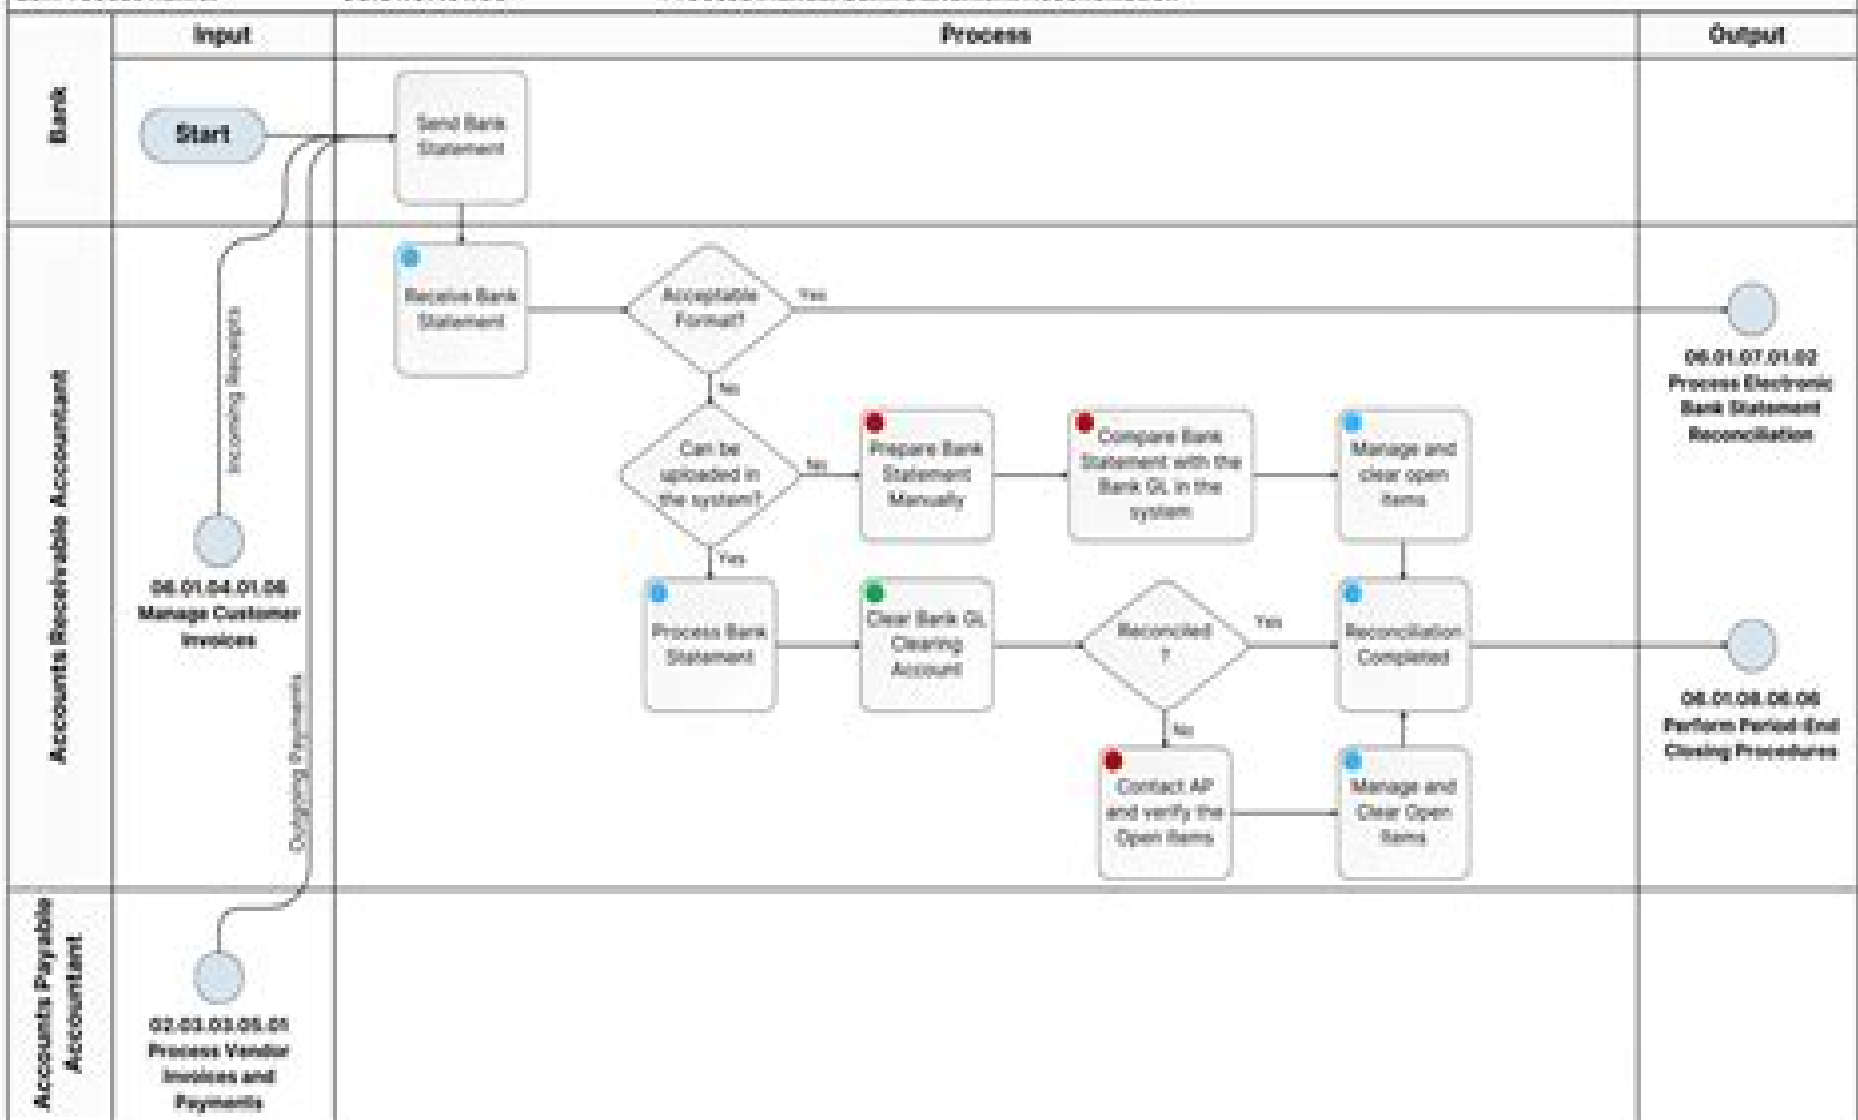 Input
Process
Output
Bank
Start
Send Bank
Statement
Accounts Receivable Accountant
Receive Bank
Statement
Acceptable
Format?
Yes
No
06.01.07.01.02
Process Electronic
Bank Statement
Reconciliation
Incoming Receipts
Can be
uploaded in
the system?
No
Yes
Prepare Bank
Statement
Manually
Compare Bank
Statement with the
Bank GL in the
system
Manage and
clear open
items
06.01.04.01.06
Manage Customer
Invoices
Process Bank
Statement
Clear Bank GL
Clearing
Account
Reconciled
?
Yes
No
Reconciliation
Completed
06.01.08.06.06
Perform Period-End
Closing Procedures
Outgoing Payments
Contact AP
and verify the
Open Items
Manage and
Clear Open
Items
Accounts Payable
Accountant
02.03.03.05.01
Process Vendor
Invoices and
Payments